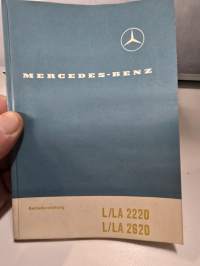 MERCEDES-BENZ
Betriebsanleitung
L/LA 2220
L/LA 2620